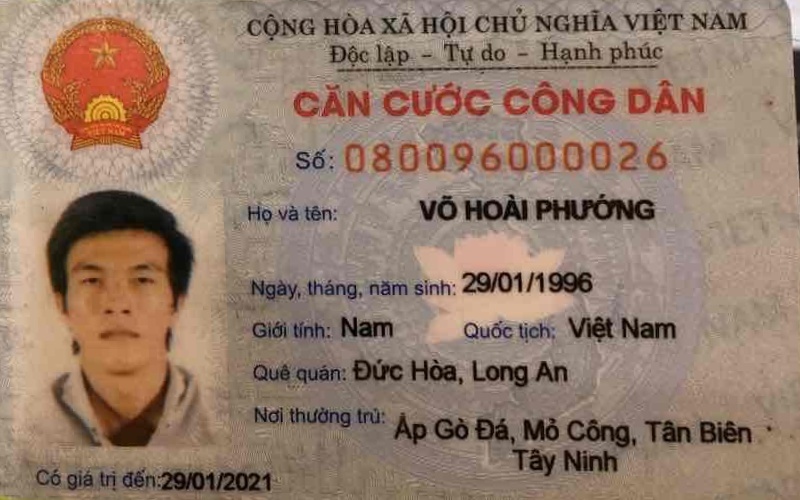 CỘNG HÒA XÃ HỘI CHỦ NGHĨA VIỆT NAM
Độc lập - Tự do - Hạnh phúc
CĂN CƯỚC CÔNG DÂN
Số: 080096000026
Họ và tên: VÕ HOÀI PHƯỚNG
Ngày, tháng, năm sinh: 29/01/1996
Giới tính: Nam Quốc tịch: Việt Nam
Quê quán: Đức Hòa, Long An
Nơi thường trú: Ấp Gò Đá, Mỏ Công, Tân Biên
Tây Ninh
Có giá trị đến: 29/01/2021